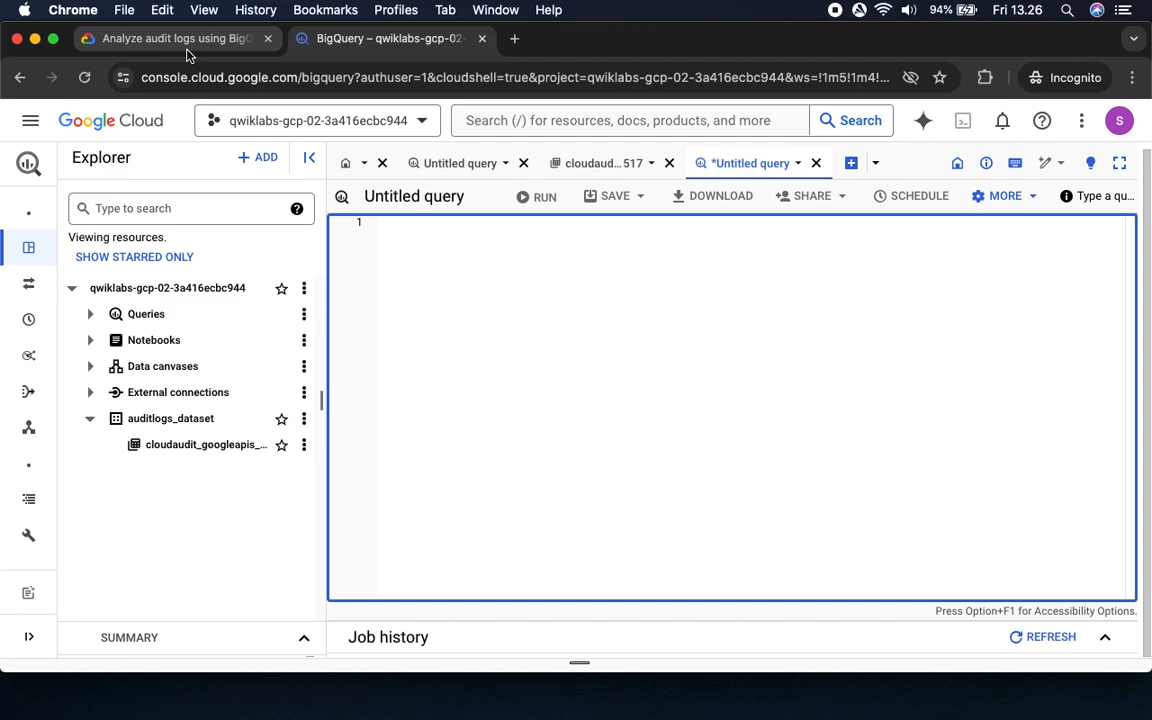 Chrome File Edit View History Bookmarks Profiles Tab Window Help 94% Fri 13.26
Analyze audit logs using BigQ BigQuery – qwiklabs-gcp-02-
console.cloud.google.com/bigquery?authuser=1&cloudshell=true&project=qwiklabs-gcp-02-3a416ecbc944&ws=!1m5!1m4!... Incognito
Google Cloud qwiklabs-gcp-02-3a416ecbc944 Search (/) for resources, docs, products, and more Search S
Explorer + ADD Untitled query cloudaud...517 *Untitled query
Untitled query RUN SAVE DOWNLOAD SHARE SCHEDULE MORE Type a qu...
Type to search
1
Viewing resources.
SHOW STARRED ONLY
qwiklabs-gcp-02-3a416ecbc944
Queries
Notebooks
Data canvases
External connections
auditlogs_dataset
cloudaudit_googleapis_...
Press Option+F1 for Accessibility Options.
SUMMARY Job history REFRESH